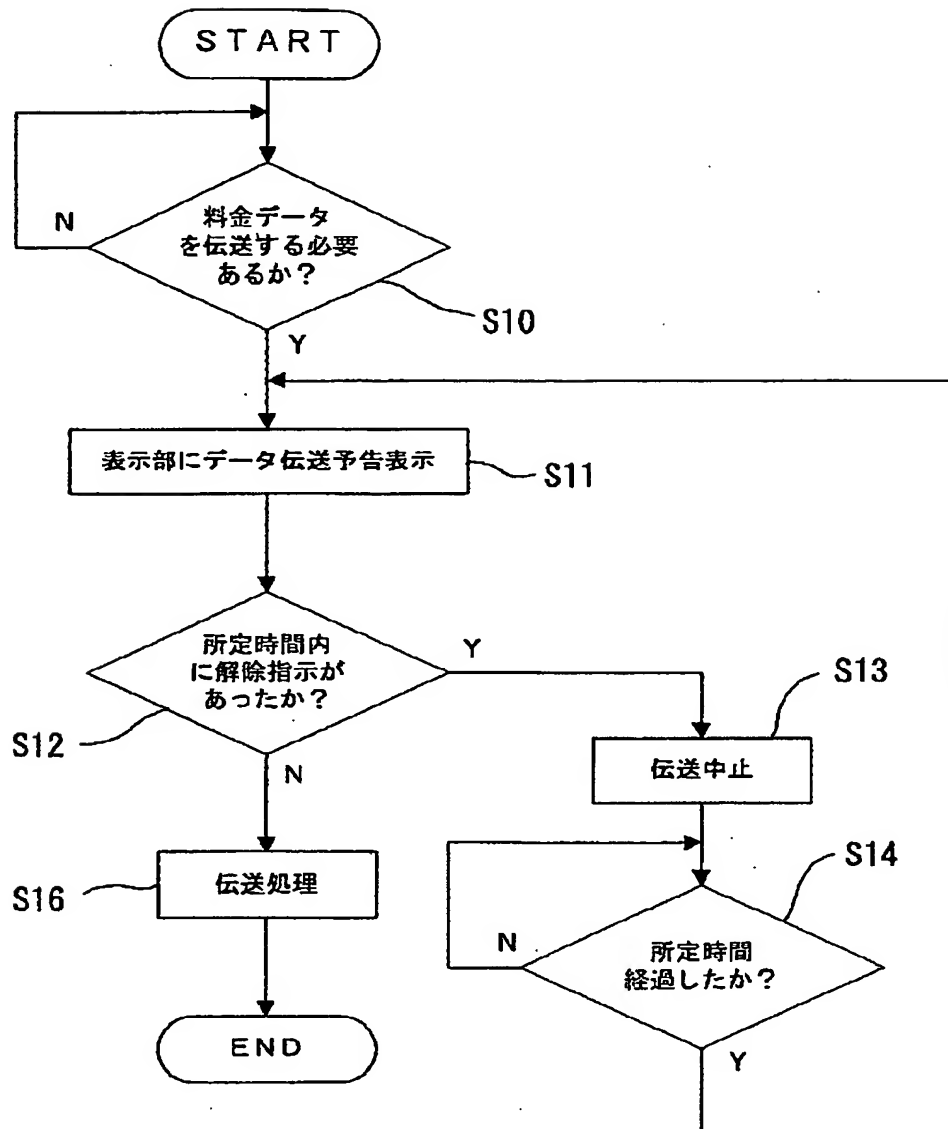 START
N
料金データ
を伝送する必要
あるか？
S10
Y
表示部にデータ伝送予告表示
S11
所定時間内
に解除指示が
あったか？
Y
S12
N
S13
伝送中止
S14
伝送処理
S16
N
所定時間
経過したか？
END
Y